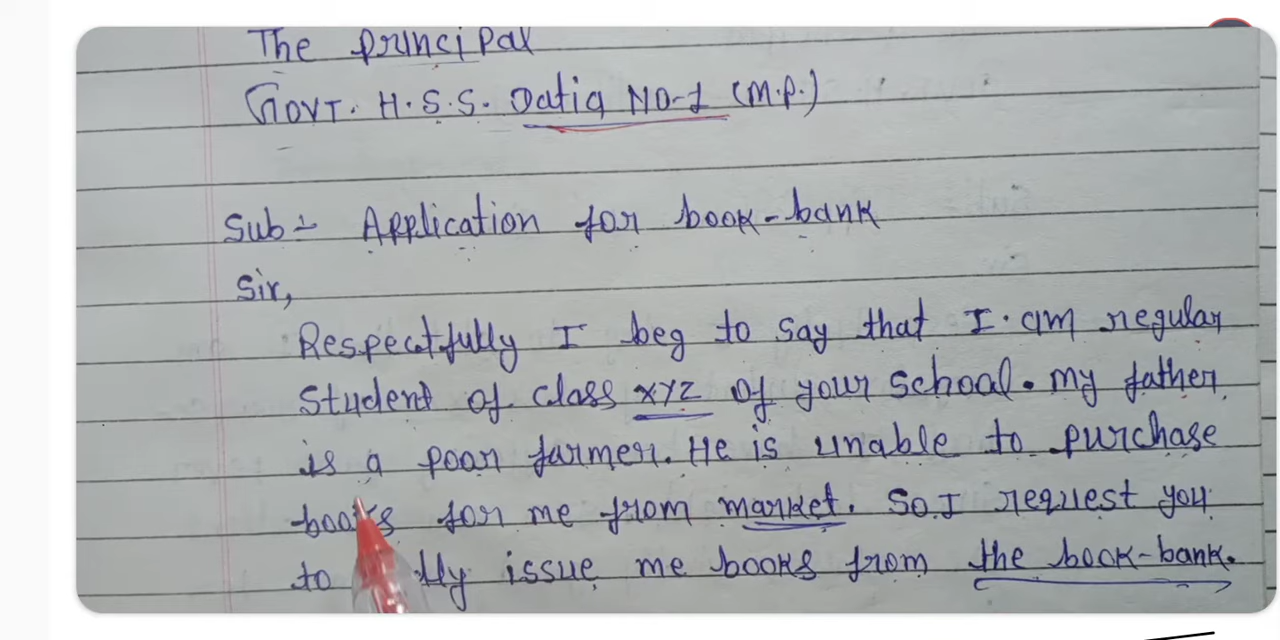 The principal
Govt. H.S.S. Datia No-1 (M.P.)
Sub:- Application for book-bank
Sir,
Respectfully I beg to say that I am regular
Student of class XYZ of your school. My father
is a poor farmer. He is unable to purchase
books for me from market. So I request you
to issue me books from the book-bank.